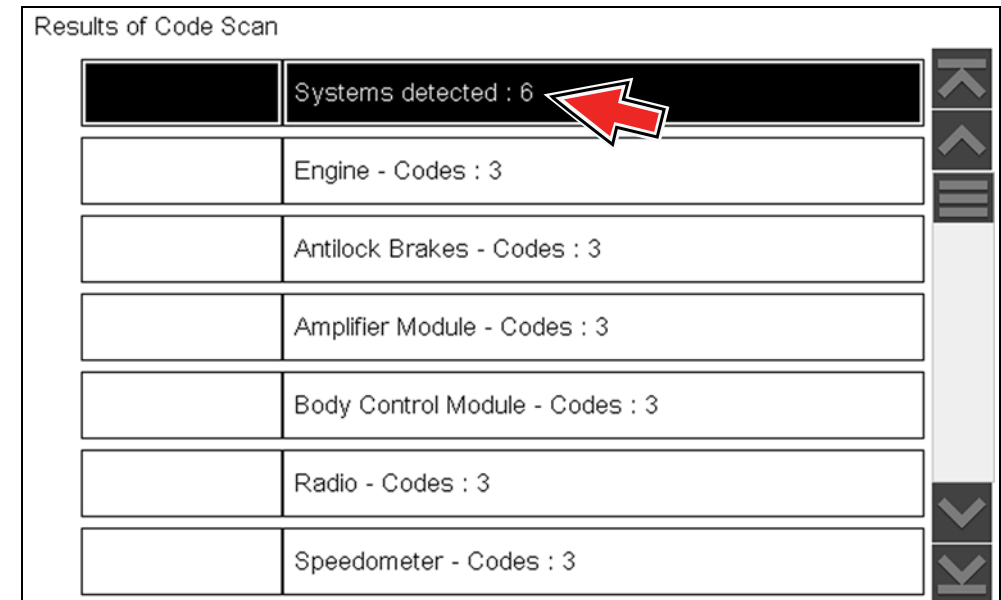 Results of Code Scan
Systems detected : 6
Engine - Codes : 3
Antilock Brakes - Codes : 3
Amplifier Module - Codes : 3
Body Control Module - Codes : 3
Radio - Codes : 3
Speedometer - Codes : 3